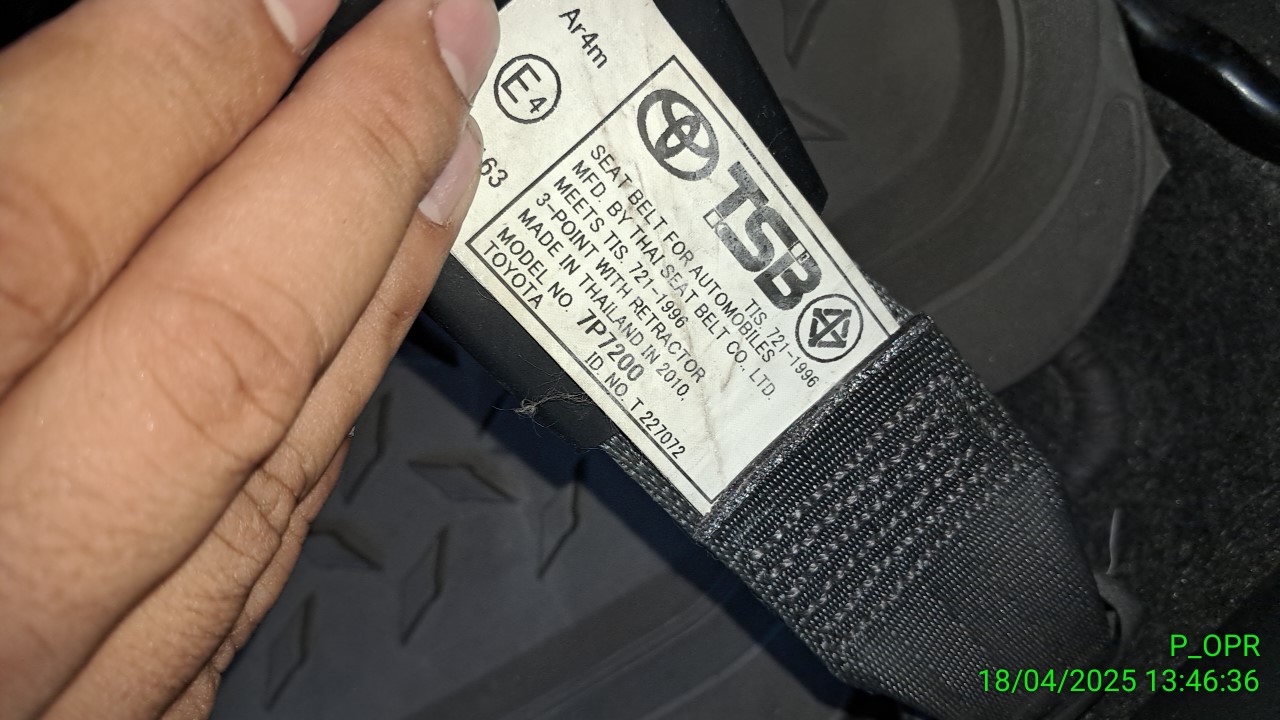 Ar4m
E4
63
TSB
TIS. 721-1996
SEAT BELT FOR AUTOMOBILES
MFD. BY THAI SEAT BELT CO., LTD.
MEETS TIS. 721-1996
3-POINT WITH RETRACTOR
MADE IN THAILAND IN 2010,
MODEL NO. 7P7200
TOYOTA ID. NO. T 227072
P_OPR
18/04/2025 13:46:36